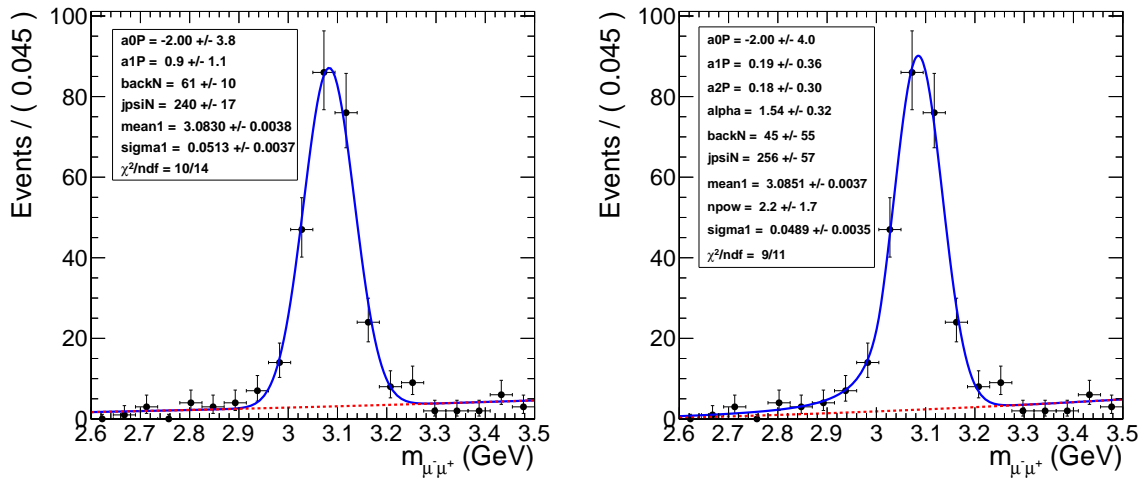 Events / ( 0.045 )
100
80
60
40
20
0
a0P = -2.00 +/- 3.8
a1P = 0.9 +/- 1.1
backN = 61 +/- 10
jpsiN = 240 +/- 17
mean1 = 3.0830 +/- 0.0038
sigma1 = 0.0513 +/- 0.0037
χ²/ndf = 10/14
2.6 2.7 2.8 2.9 3 3.1 3.2 3.3 3.4 3.5
m μ⁻μ⁺ (GeV)
Events / ( 0.045 )
100
80
60
40
20
0
a0P = -2.00 +/- 4.0
a1P = 0.19 +/- 0.36
a2P = 0.18 +/- 0.30
alpha = 1.54 +/- 0.32
backN = 45 +/- 55
jpsiN = 256 +/- 57
mean1 = 3.0851 +/- 0.0037
npow = 2.2 +/- 1.7
sigma1 = 0.0489 +/- 0.0035
χ²/ndf = 9/11
2.6 2.7 2.8 2.9 3 3.1 3.2 3.3 3.4 3.5
m μ⁻μ⁺ (GeV)